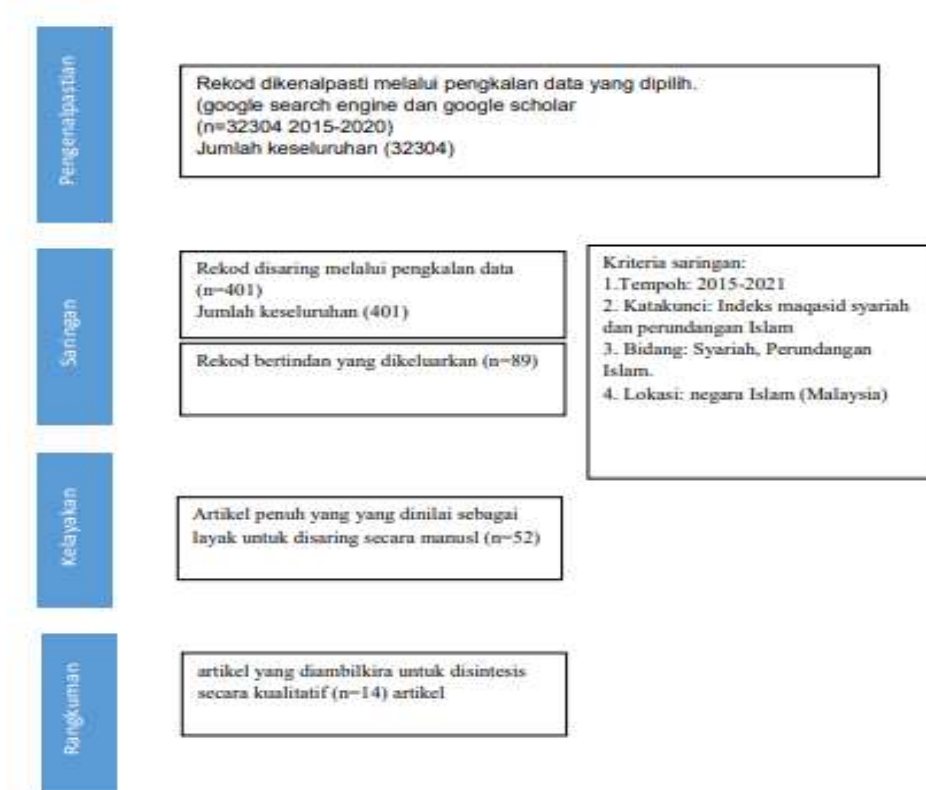 Pengenalpastian
Rekod dikenalpasti melalui pengkalan data yang dipilih.
(google search engine dan google scholar
(n=32304 2015-2020)
Jumlah keseluruhan (32304)
Saringan
Rekod disaring melalui pengkalan data
(n=401)
Jumlah keseluruhan (401)
Rekod bertindan yang dikeluarkan (n=89)
Kriteria saringan:
1.Tempoh: 2015-2021
2. Katakunci: Indeks maqasid syariah
dan perundangan Islam
3. Bidang: Syariah, Perundangan
Islam.
4. Lokasi: negara Islam (Malaysia)
Kelayakan
Artikel penuh yang yang dinilai sebagai
layak untuk disaring secara manusl (n=52)
Rangkuman
artikel yang diambilkira untuk disintesis
secara kualitatif (n=14) artikel